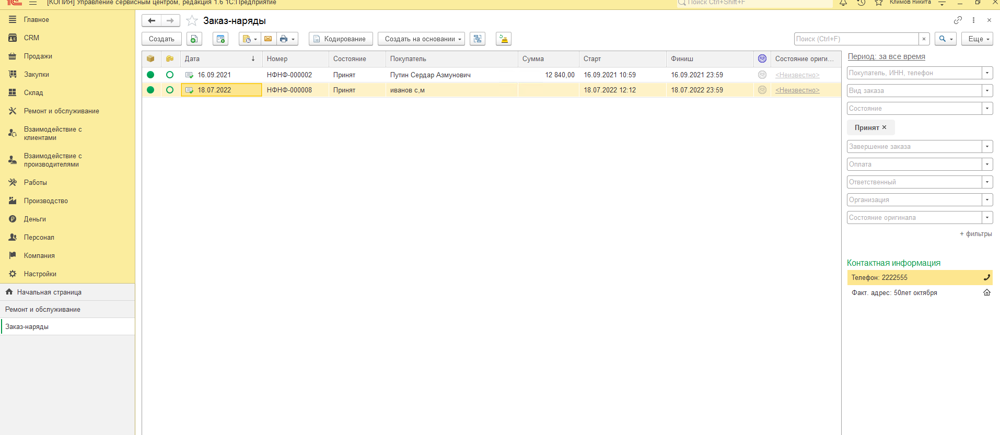 [КОПИЯ] Управление сервисным центром, редакция 1.6 1С:Предприятие
Поиск Ctrl+Shift+F
Климов Никита
Главное
CRM
Продажи
Закупки
Склад
Ремонт и обслуживание
Взаимодействие с
клиентами
Взаимодействие с
производителями
Работы
Производство
Деньги
Персонал
Компания
Настройки
Начальная страница
Ремонт и обслуживание
Заказ-наряды
Заказ-наряды
Создать
Кодирование
Создать на основании
Поиск (Ctrl+F)
Еще
Дата Номер Состояние Покупатель Сумма Старт Финиш Состояние ориги...
16.09.2021 НФНФ-000002 Принят Путин Сердар Азмунович 12 840,00 16.09.2021 10:59 16.09.2021 23:59 <Неизвестно>
18.07.2022 НФНФ-000008 Принят иванов с,м 18.07.2022 12:12 18.07.2022 23:59 <Неизвестно>
Период: за все время
Покупатель, ИНН, телефон
Вид заказа
Состояние
Принят ×
Завершение заказа
Оплата
Ответственный
Организация
Состояние оригинала
+ фильтры
Контактная информация
Телефон: 2222555
Факт. адрес: 50лет октября